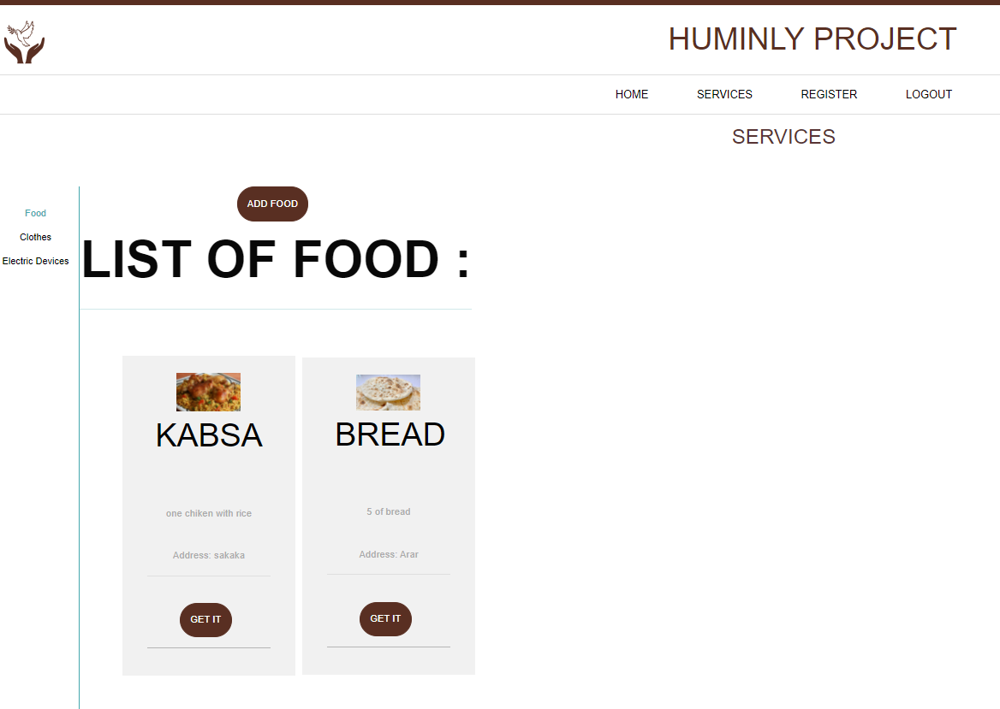 HUMINLY PROJECT
HOME SERVICES REGISTER LOGOUT
SERVICES
Food
Clothes
Electric Devices
ADD FOOD
LIST OF FOOD :
KABSA
one chiken with rice
Address: sakaka
GET IT
BREAD
5 of bread
Address: Arar
GET IT